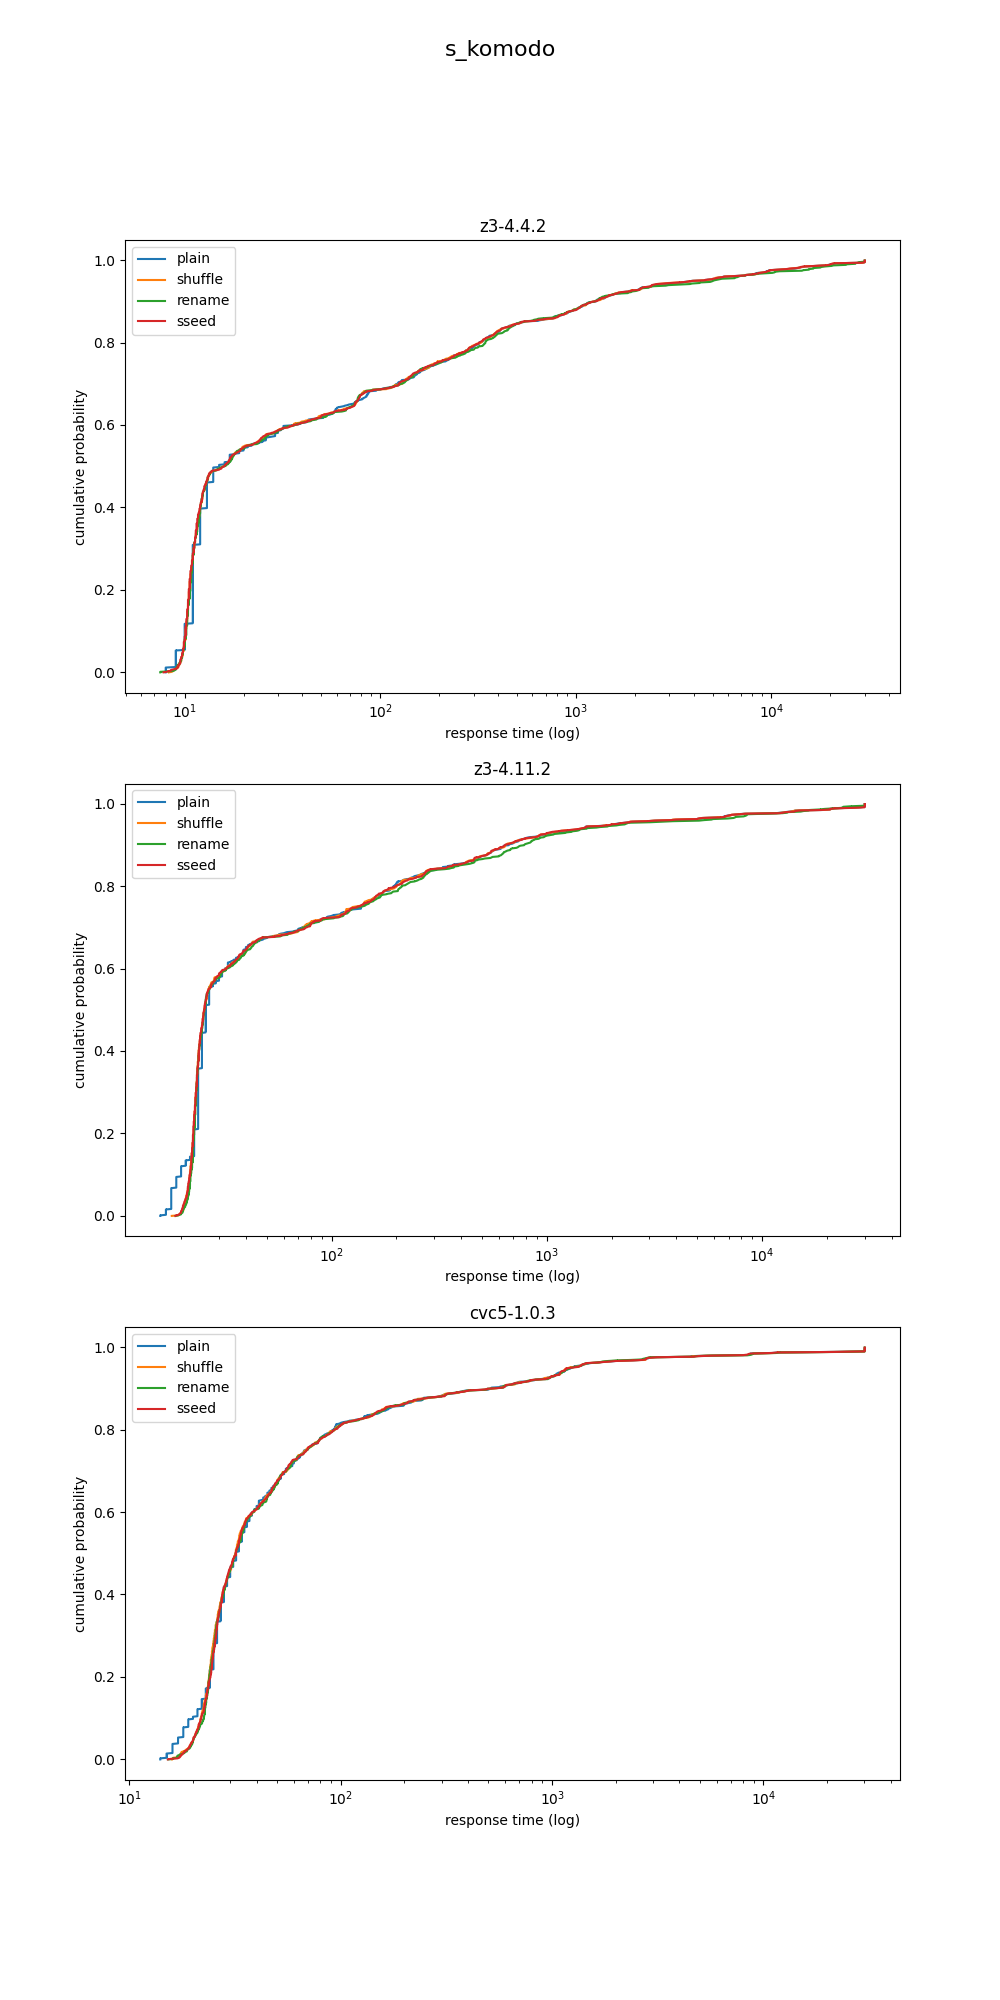 s_komodo
z3-4.4.2
plain
shuffle
rename
sseed
1.0
0.8
0.6
0.4
0.2
0.0
cumulative probability
10¹ 10² 10³ 10⁴
response time (log)
z3-4.11.2
plain
shuffle
rename
sseed
1.0
0.8
0.6
0.4
0.2
0.0
cumulative probability
10² 10³ 10⁴
response time (log)
cvc5-1.0.3
plain
shuffle
rename
sseed
1.0
0.8
0.6
0.4
0.2
0.0
cumulative probability
10¹ 10² 10³ 10⁴
response time (log)